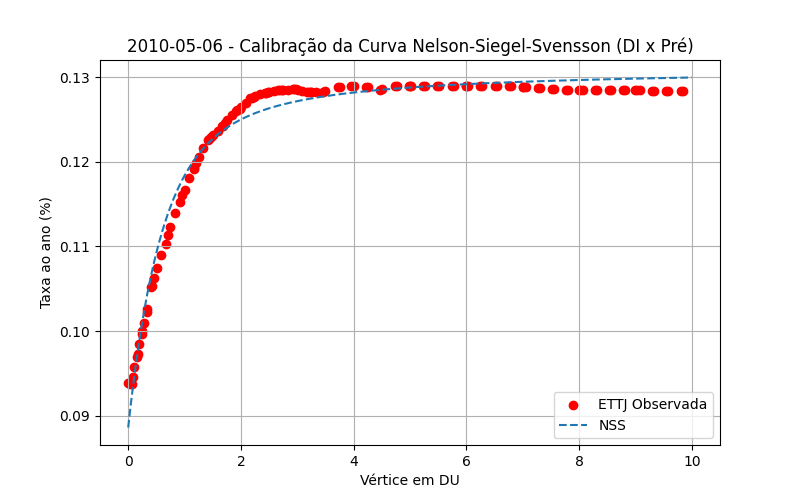 2010-05-06 - Calibração da Curva Nelson-Siegel-Svensson (DI x Pré)
0.13
0.12
0.11
0.10
0.09
Taxa ao ano (%)
ETTJ Observada
NSS
0 2 4 6 8 10
Vértice em DU